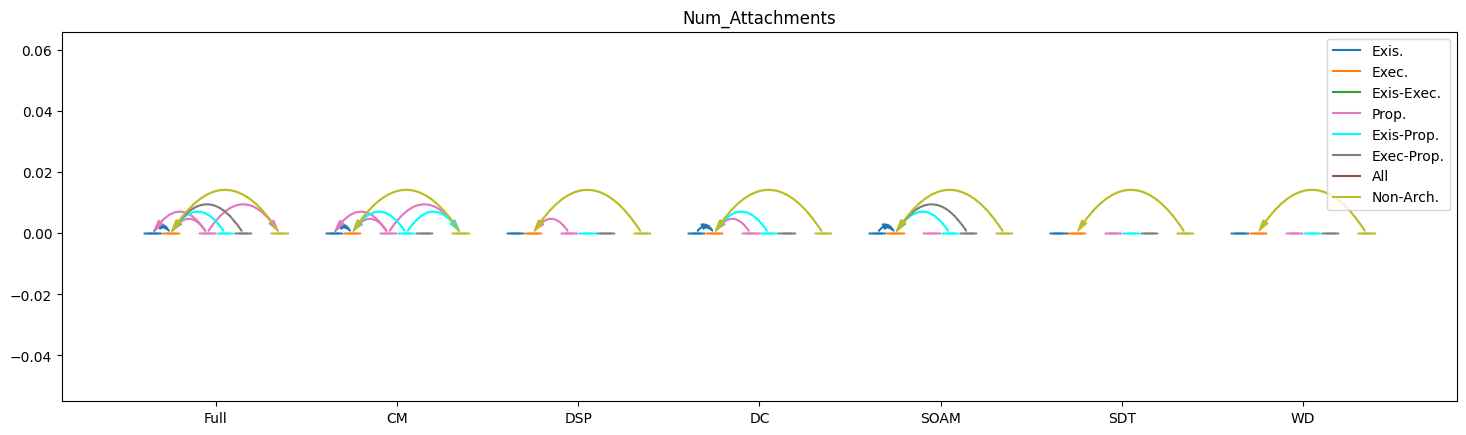 Num_Attachments
0.06
0.04
0.02
0.00
−0.02
−0.04
Full CM DSP DC SOAM SDT WD
Exis.
Exec.
Exis-Exec.
Prop.
Exis-Prop.
Exec-Prop.
All
Non-Arch.